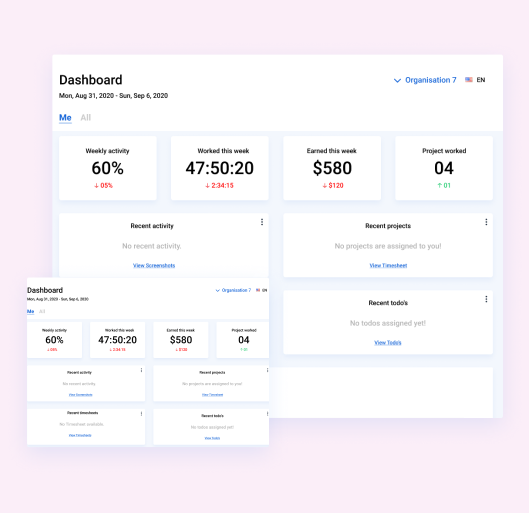 Dashboard
Organisation 7
EN
Mon, Aug 31, 2020 - Sun, Sep 6, 2020
Me
All
Weekly activity
Worked this week
Earned this week
Project worked
60%
47:50:20
$580
04
↓ 05%
↓ 2:34:15
↓ $120
↑ 01
Recent activity
Recent projects
No recent activity.
No projects are assigned to you!
View Screenshots
View Timesheet
Recent todo's
No todos assigned yet!
View Todo's
Dashboard
Organisation 7
EN
Mon, Aug 31, 2020 - Sun, Sep 6, 2020
Me
All
Weekly activity
Worked this week
Earned this week
Project worked
60%
47:50:20
$580
04
↓ 05%
↓ 2:34:15
↓ $120
↑ 01
Recent activity
Recent projects
No recent activity.
No projects are assigned to you!
View Screenshots
View Timesheet
Recent timesheets
Recent todo's
No Timesheet available.
No todos assigned yet!
View Timesheets
View Todos